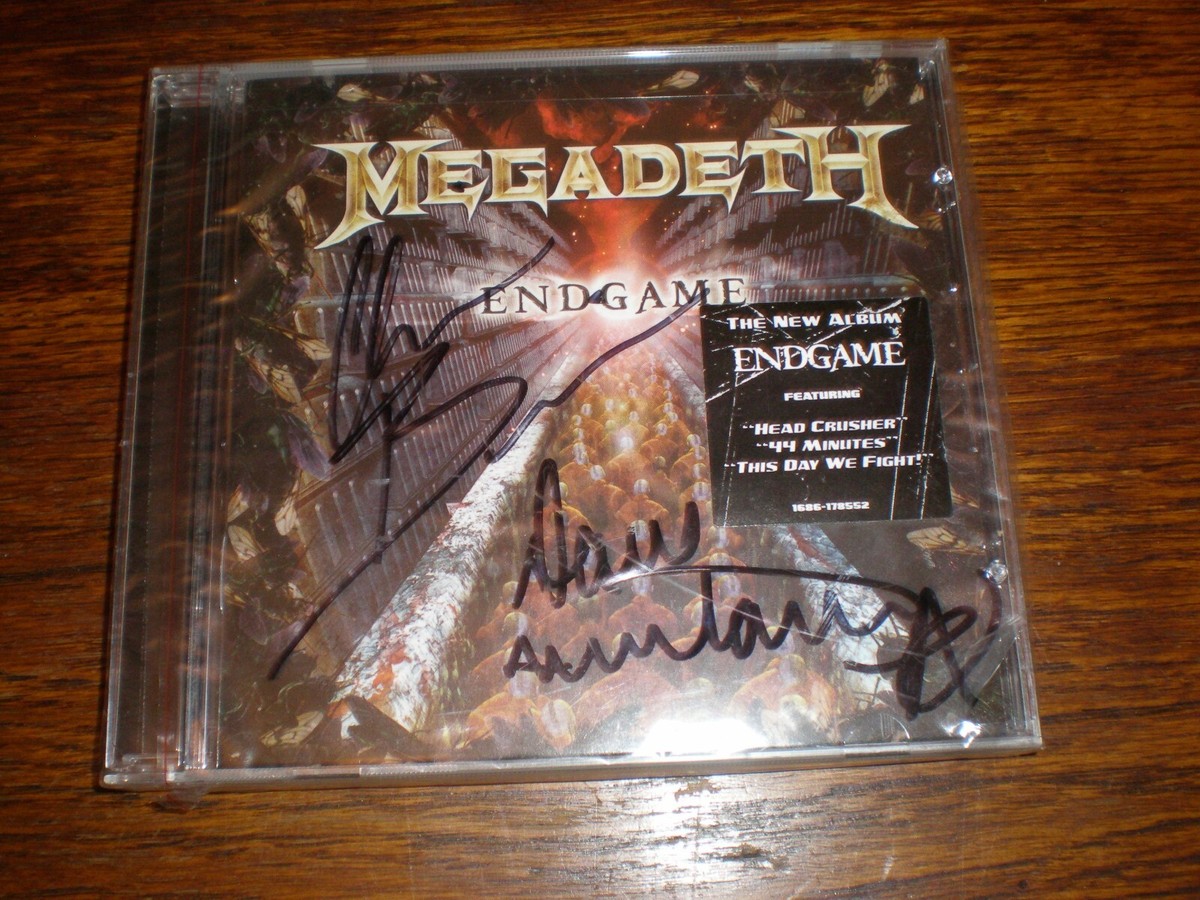 MEGADETH
ENDGAME
THE NEW ALBUM
ENDGAME
FEATURING
"HEAD CRUSHER"
"44 MINUTES"
"THIS DAY WE FIGHT!"
1686-178552